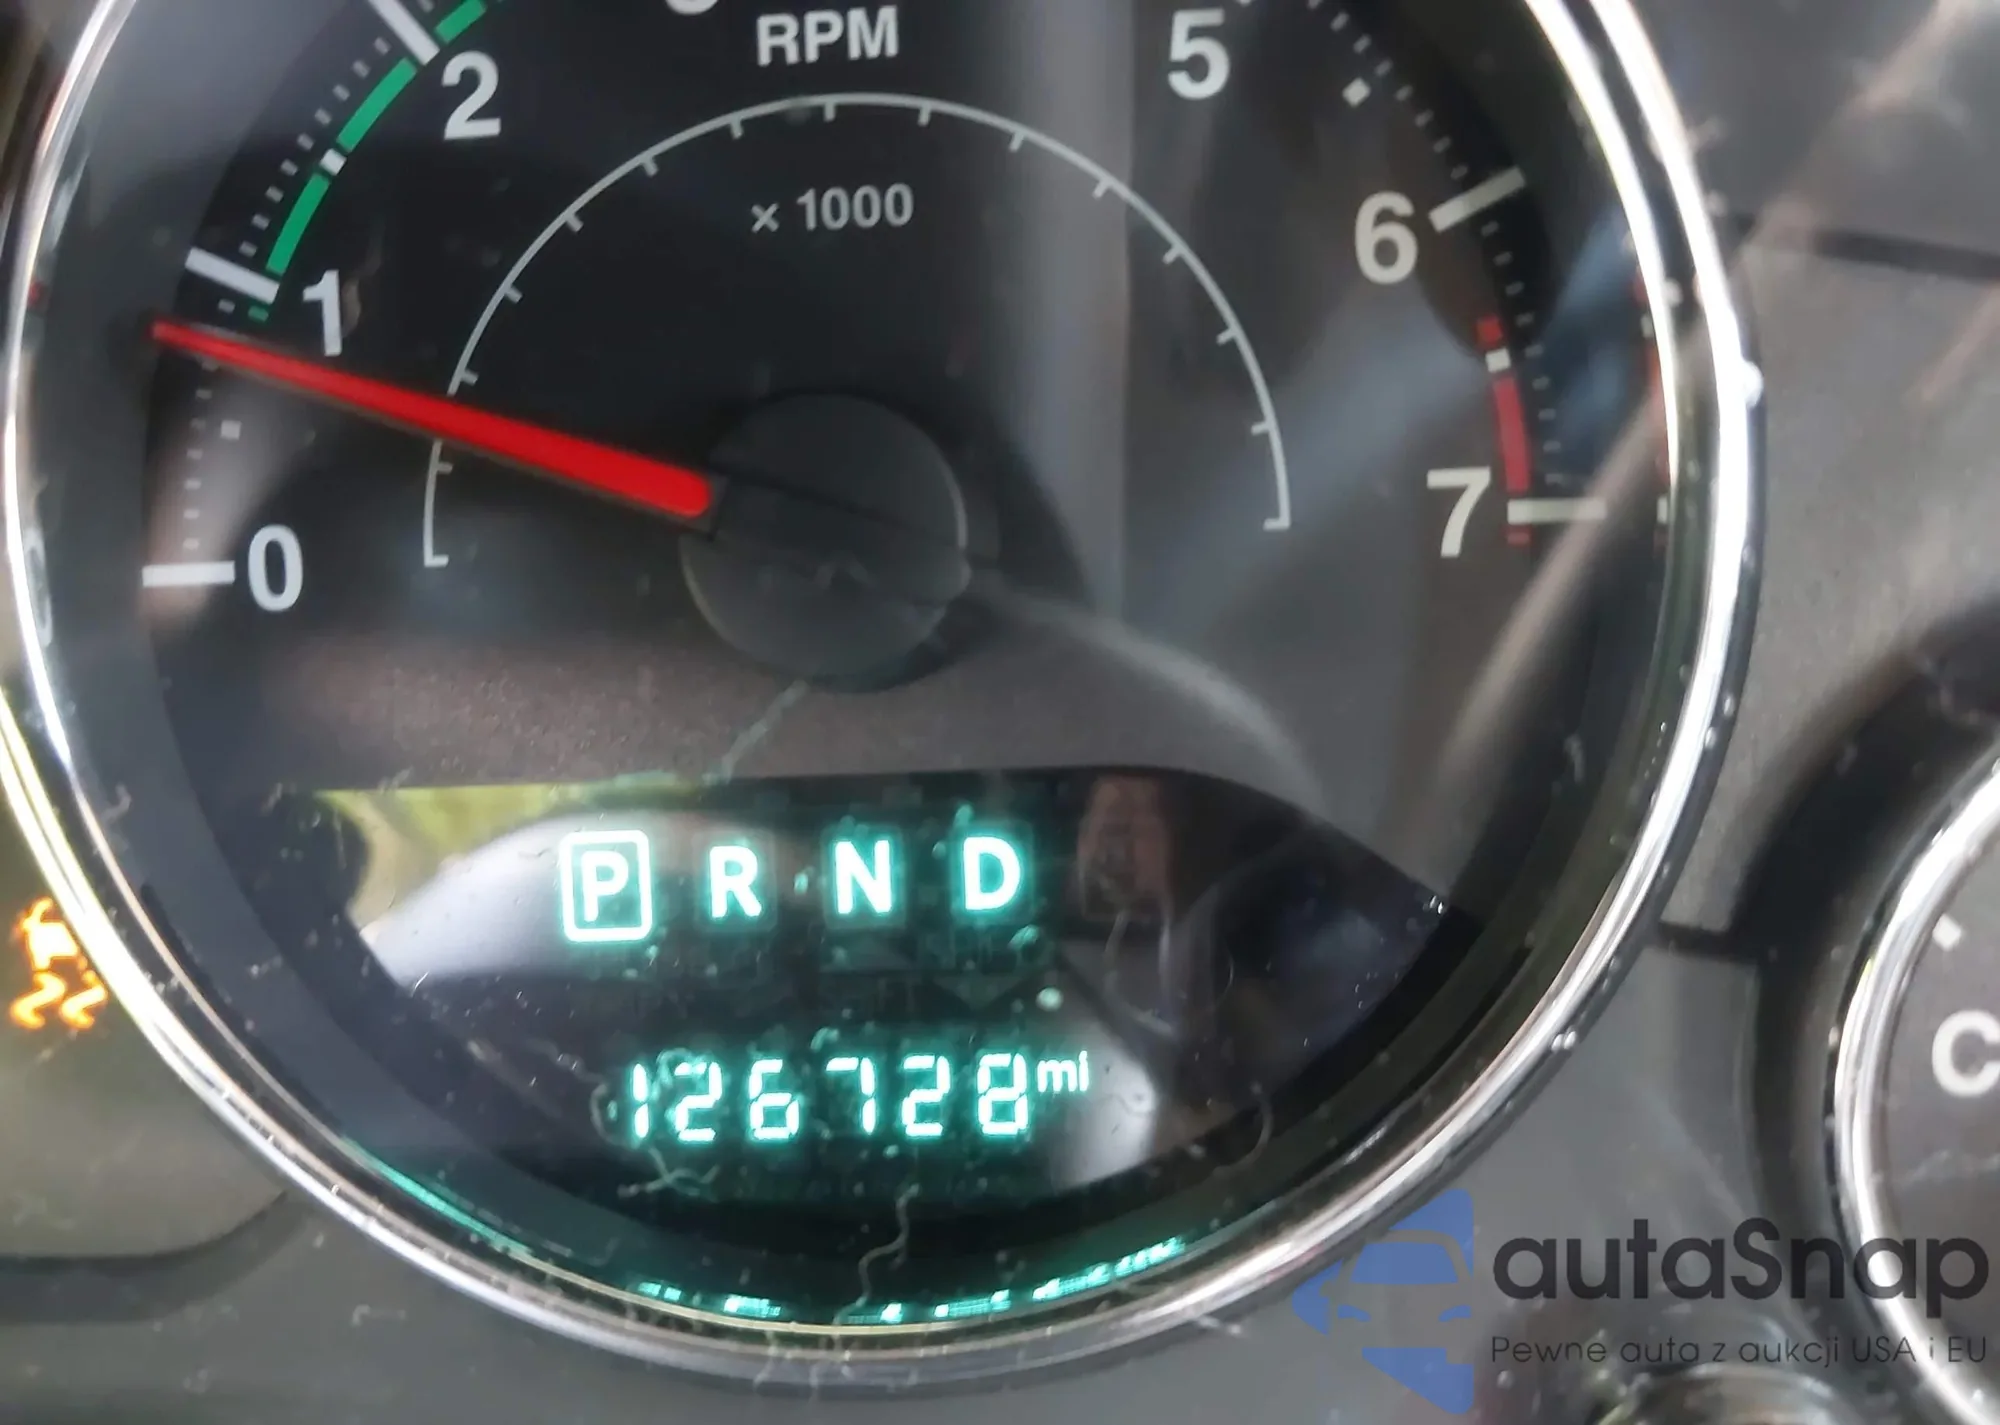 2
RPM
5
x 1000
6
1
7
0
P R N D
126728 mi
C
autaSnap
Pewne auta z aukcji USA i EU